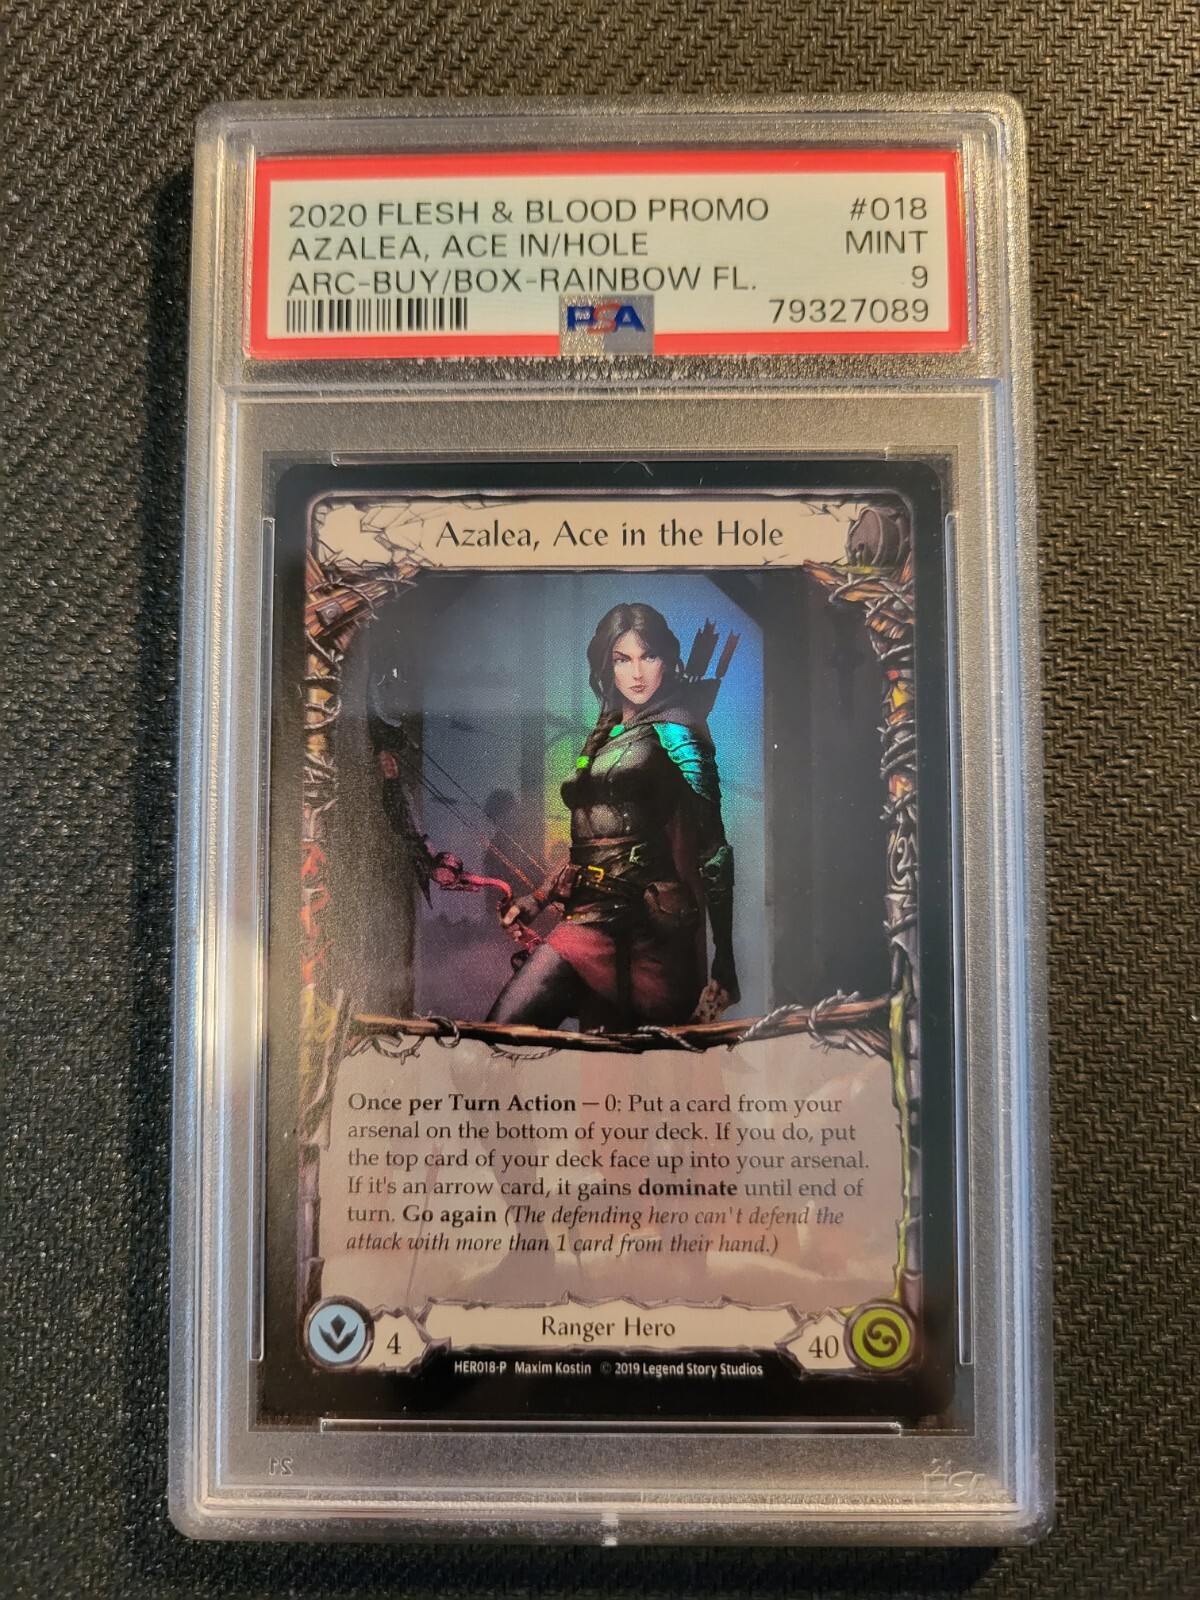 2020 FLESH & BLOOD PROMO #018
AZALEA, ACE IN/HOLE MINT
ARC-BUY/BOX-RAINBOW FL. 9
PSA 79327089
Azalea, Ace in the Hole
Once per Turn Action — 0: Put a card from your
arsenal on the bottom of your deck. If you do, put
the top card of your deck face up into your arsenal.
If it's an arrow card, it gains dominate until end of
turn. Go again (The defending hero can't defend the
attack with more than 1 card from their hand.)
4 Ranger Hero 40
HER018-P Maxim Kostin © 2019 Legend Story Studios